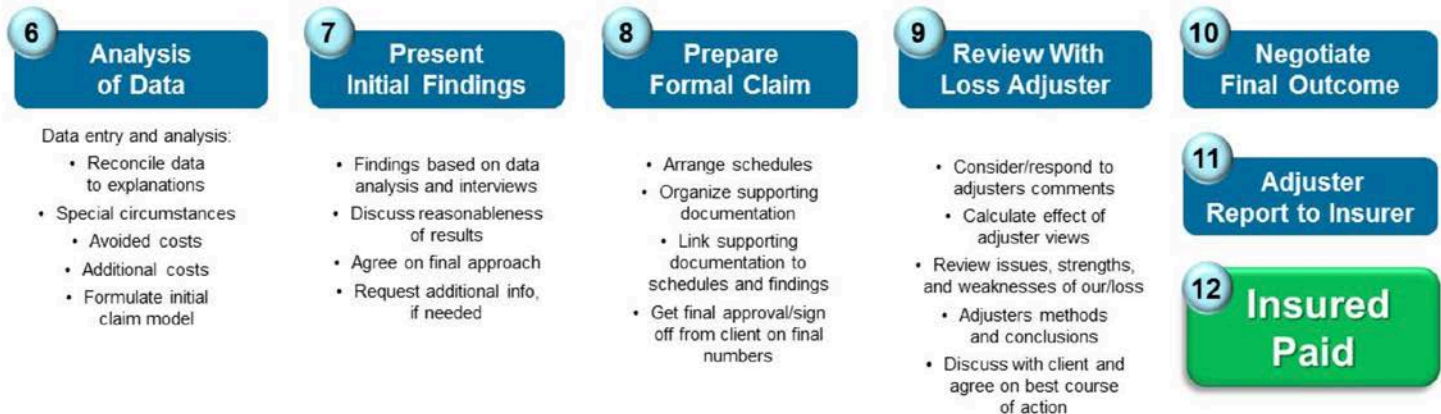 6
Analysis
of Data
Data entry and analysis:
• Reconcile data
to explanations
• Special circumstances
• Avoided costs
• Additional costs
• Formulate initial
claim model
7
Present
Initial Findings
• Findings based on data
analysis and interviews
• Discuss reasonableness
of results
• Agree on final approach
• Request additional info,
if needed
8
Prepare
Formal Claim
• Arrange schedules
• Organize supporting
documentation
• Link supporting
documentation to
schedules and findings
• Get final approval/sign
off from client on final
numbers
9
Review With
Loss Adjuster
• Consider/respond to
adjusters comments
• Calculate effect of
adjuster views
• Review issues, strengths,
and weaknesses of our/loss
• Adjusters methods
and conclusions
• Discuss with client and
agree on best course
of action
10
Negotiate
Final Outcome
11
Adjuster
Report to Insurer
12
Insured
Paid